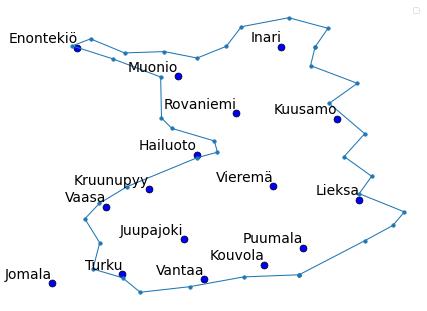 Inari
Enontekiö
Muonio
Rovaniemi
Kuusamo
Hailuoto
Kruunupyy
Vieremä
Lieksa
Vaasa
Juupajoki
Puumala
Kouvola
Turku
Vantaa
Jomala